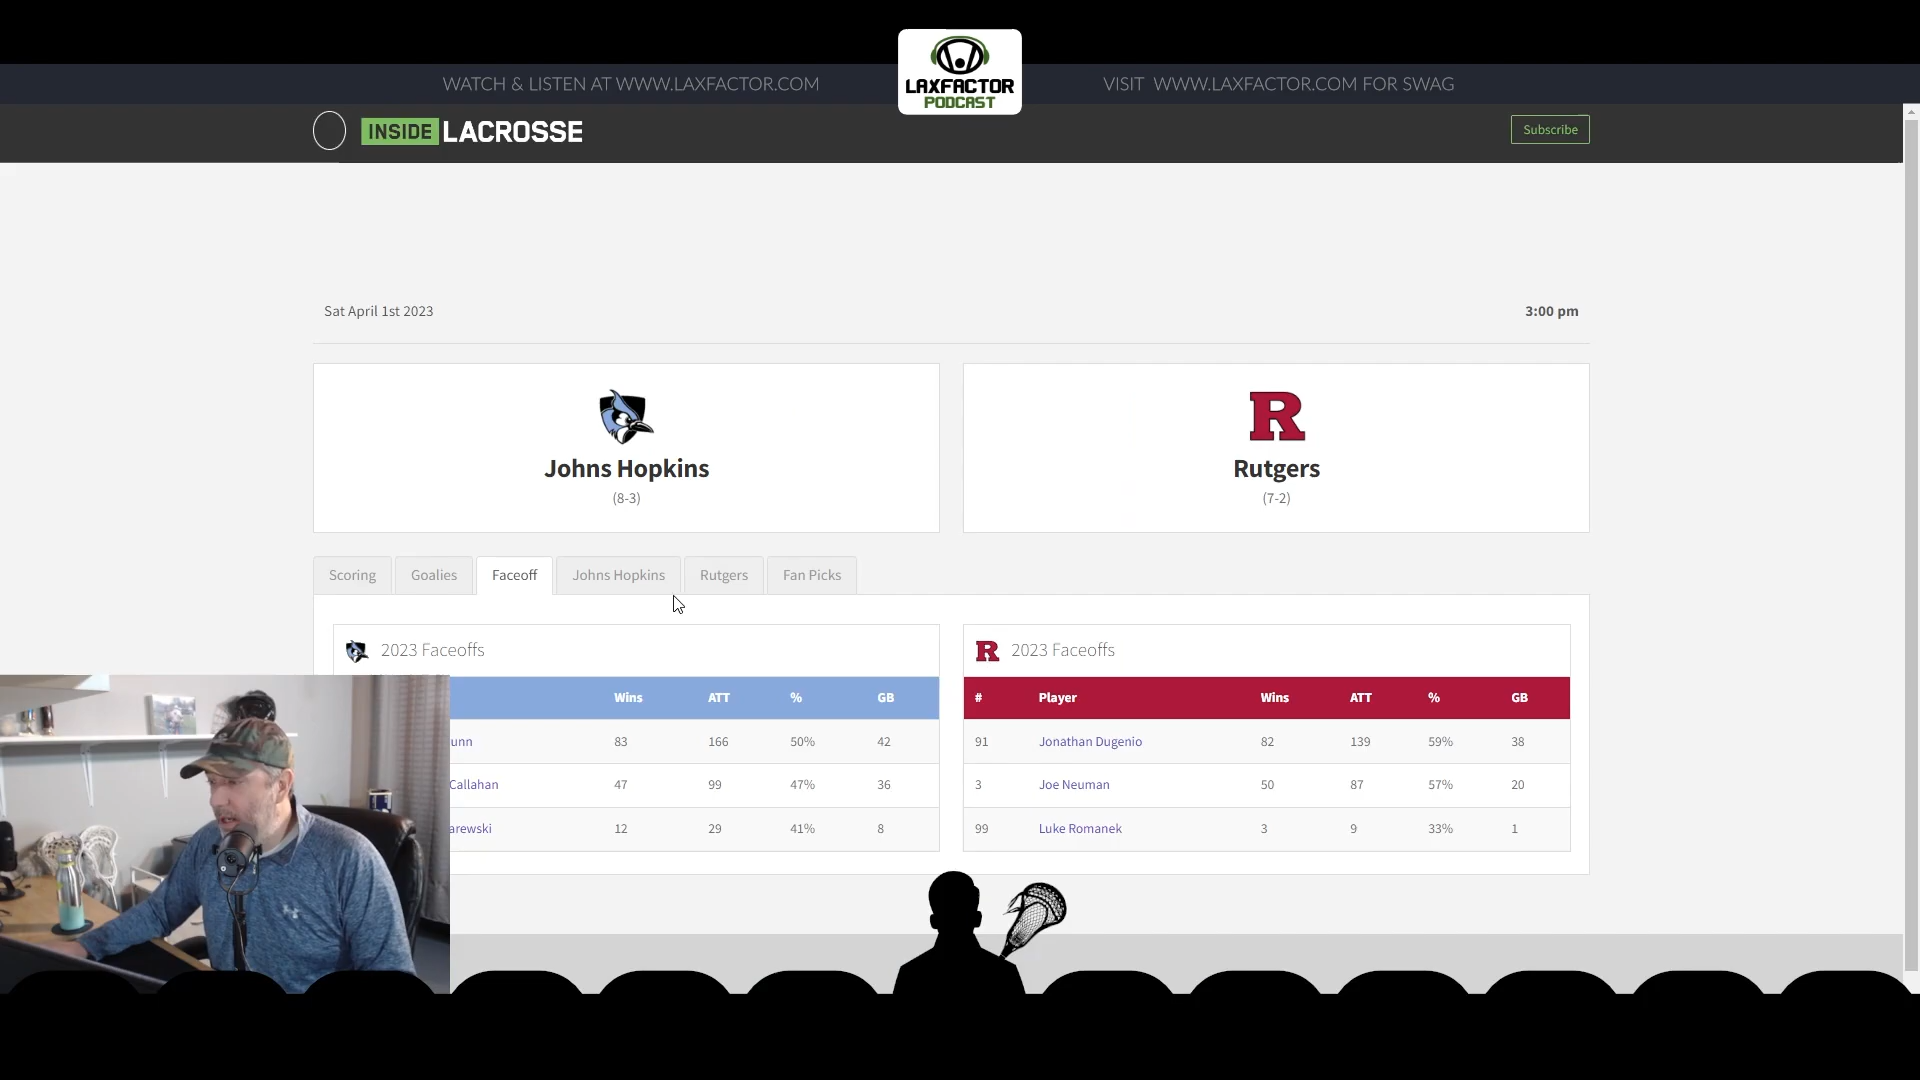 WATCH & LISTEN AT WWW.LAXFACTOR.COM
LAXFACTOR
PODCAST
VISIT WWW.LAXFACTOR.COM FOR SWAG
INSIDE LACROSSE
Subscribe
Sat April 1st 2023
3:00 pm
Johns Hopkins
(8-3)
Rutgers
(7-2)
Scoring Goalies Faceoff Johns Hopkins Rutgers Fan Picks
2023 Faceoffs
Wins ATT % GB
unn 83 166 50% 42
Callahan 47 99 47% 36
arewski 12 29 41% 8
R 2023 Faceoffs
# Player Wins ATT % GB
91 Jonathan Dugenio 82 139 59% 38
3 Joe Neuman 50 87 57% 20
99 Luke Romanek 3 9 33% 1